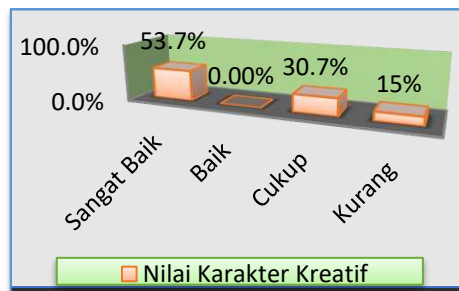 100.0%
0.0%
53.7%
0.00%
30.7%
15%
Sangat Baik
Baik
Cukup
Kurang
Nilai Karakter Kreatif